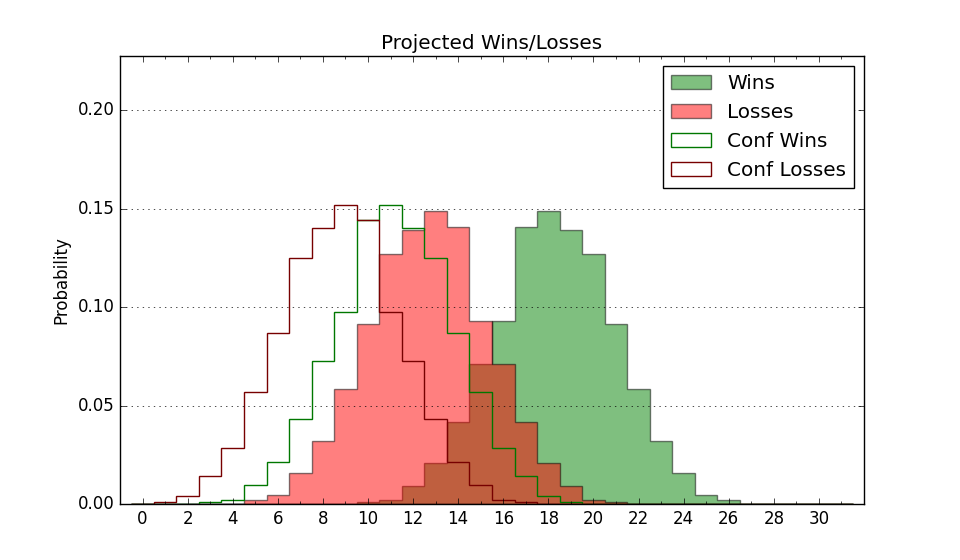 Projected Wins/Losses
Wins
Losses
Conf Wins
Conf Losses
Probability
0.20
0.15
0.10
0.05
0.00
0 2 4 6 8 10 12 14 16 18 20 22 24 26 28 30